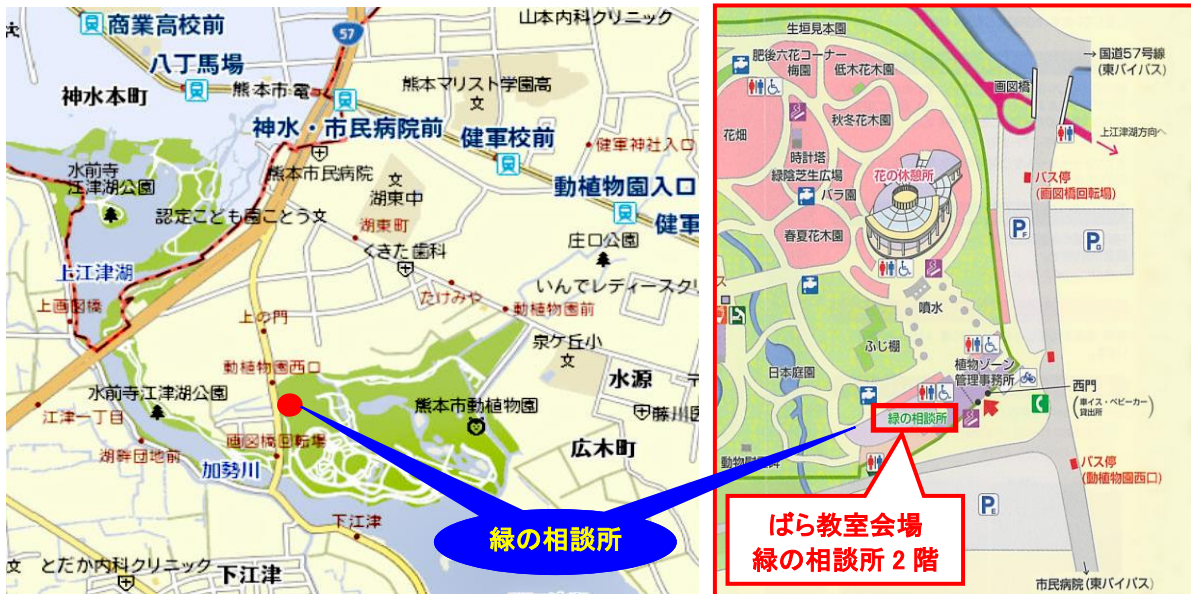 商業高校前
57
山本内科クリニック
八丁馬場
神水本町
熊本市電
熊本マリスト学園高
文
神水・市民病院前
健軍校前
健軍神社入口
水前寺
江津湖公園
熊本市民病院
文
湖東中
動植物園入口
認定こども園ことう文
湖東町
健軍
くきた歯科
庄口公園
上江津湖
いんでレディースクリ
上画図橋
たけみや
動植物園前
上の門
泉ケ丘小
文
動植物園西口
水源
水前寺江津湖公園
熊本市動植物園
藤川医
江津一丁目
広木町
画図橋回転場
湖畔団地前
加勢川
下江津
緑の相談所
文
とだか内科クリニック
下江津
生垣見本園
国道57号線
(東バイパス)
肥後六花コーナー
梅園
低木花木園
画図橋
花畑
秋冬花木園
上江津湖方向へ
時計塔
緑陰芝生広場
花の休憩所
バス停
(画図橋回転場)
バラ園
春夏花木園
PF
PG
ス
噴水
ふじ棚
日本庭園
植物ゾーン
管理事務所
西門
(車イス・ベビーカー
貸出所)
緑の相談所
動物慰霊碑
バス停
(動植物園西口)
PE
ばら教室会場
緑の相談所2階
市民病院(東バイパス)